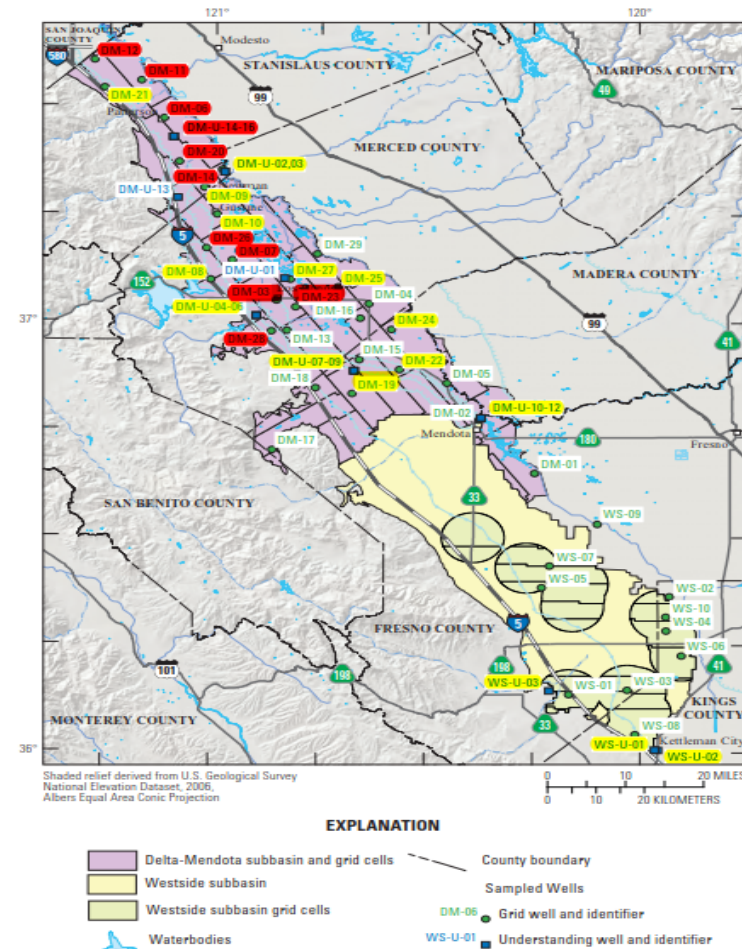 121°
120°
SAN JOAQUIN
COUNTY
580
DM-12
Modesto
DM-11
STANISLAUS COUNTY
MARIPOSA COUNTY
DM-21
99
49
DM-06
DM-U-14-16
MERCED COUNTY
DM-20
DM-U-02,03
DM-14
DM-U-13
DM-09
Gustine
DM-10
5
DM-26
DM-29
DM-07
MADERA COUNTY
DM-U-01
DM-27
152
DM-08
DM-25
DM-03
DM-23
DM-04
DM-U-04-06
DM-16
99
37°
DM-24
41
DM-28
DM-13
DM-15
DM-U-07-09
DM-22
DM-05
DM-18
DM-19
DM-02
DM-U-10-12
Mendota
180
Fresno
DM-17
DM-01
33
SAN BENITO COUNTY
WS-09
WS-07
WS-05
WS-02
WS-10
WS-04
5
FRESNO COUNTY
WS-06
101
198
198
41
WS-U-03
WS-01
WS-03
KINGS
COUNTY
MONTEREY COUNTY
33
WS-08
Kettleman City
36°
WS-U-01
WS-U-02
Shaded relief derived from U.S. Geological Survey
National Elevation Dataset, 2006,
Albers Equal Area Conic Projection
0 10 20 MILES
0 10 20 KILOMETERS
EXPLANATION
Delta-Mendota subbasin and grid cells
County boundary
Westside subbasin
Sampled Wells
Westside subbasin grid cells
DM-06
Grid well and identifier
Waterbodies
WS-U-01
Understanding well and identifier